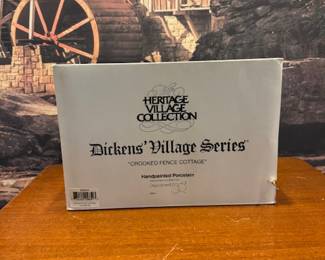 HERITAGE
VILLAGE
COLLECTION
Dickens' Village Series
"CROOKED FENCE COTTAGE"
Handpainted Porcelain